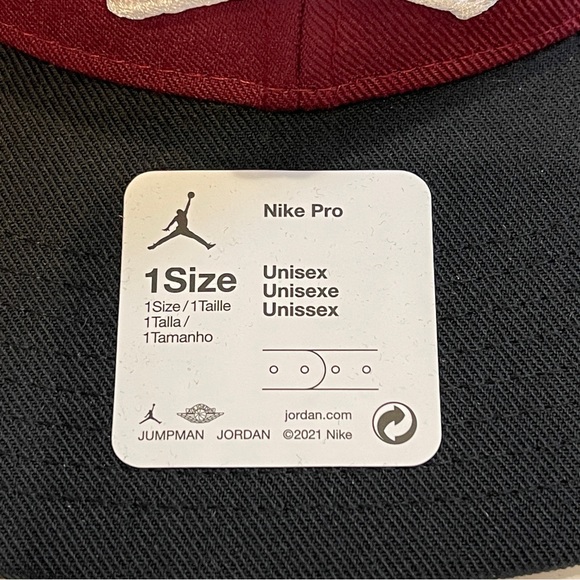 Nike Pro
1Size
1Size/1Taille
1Talla/
1Tamanho
Unisex
Unisexe
Unissex
jordan.com
JUMPMAN JORDAN ©2021 Nike